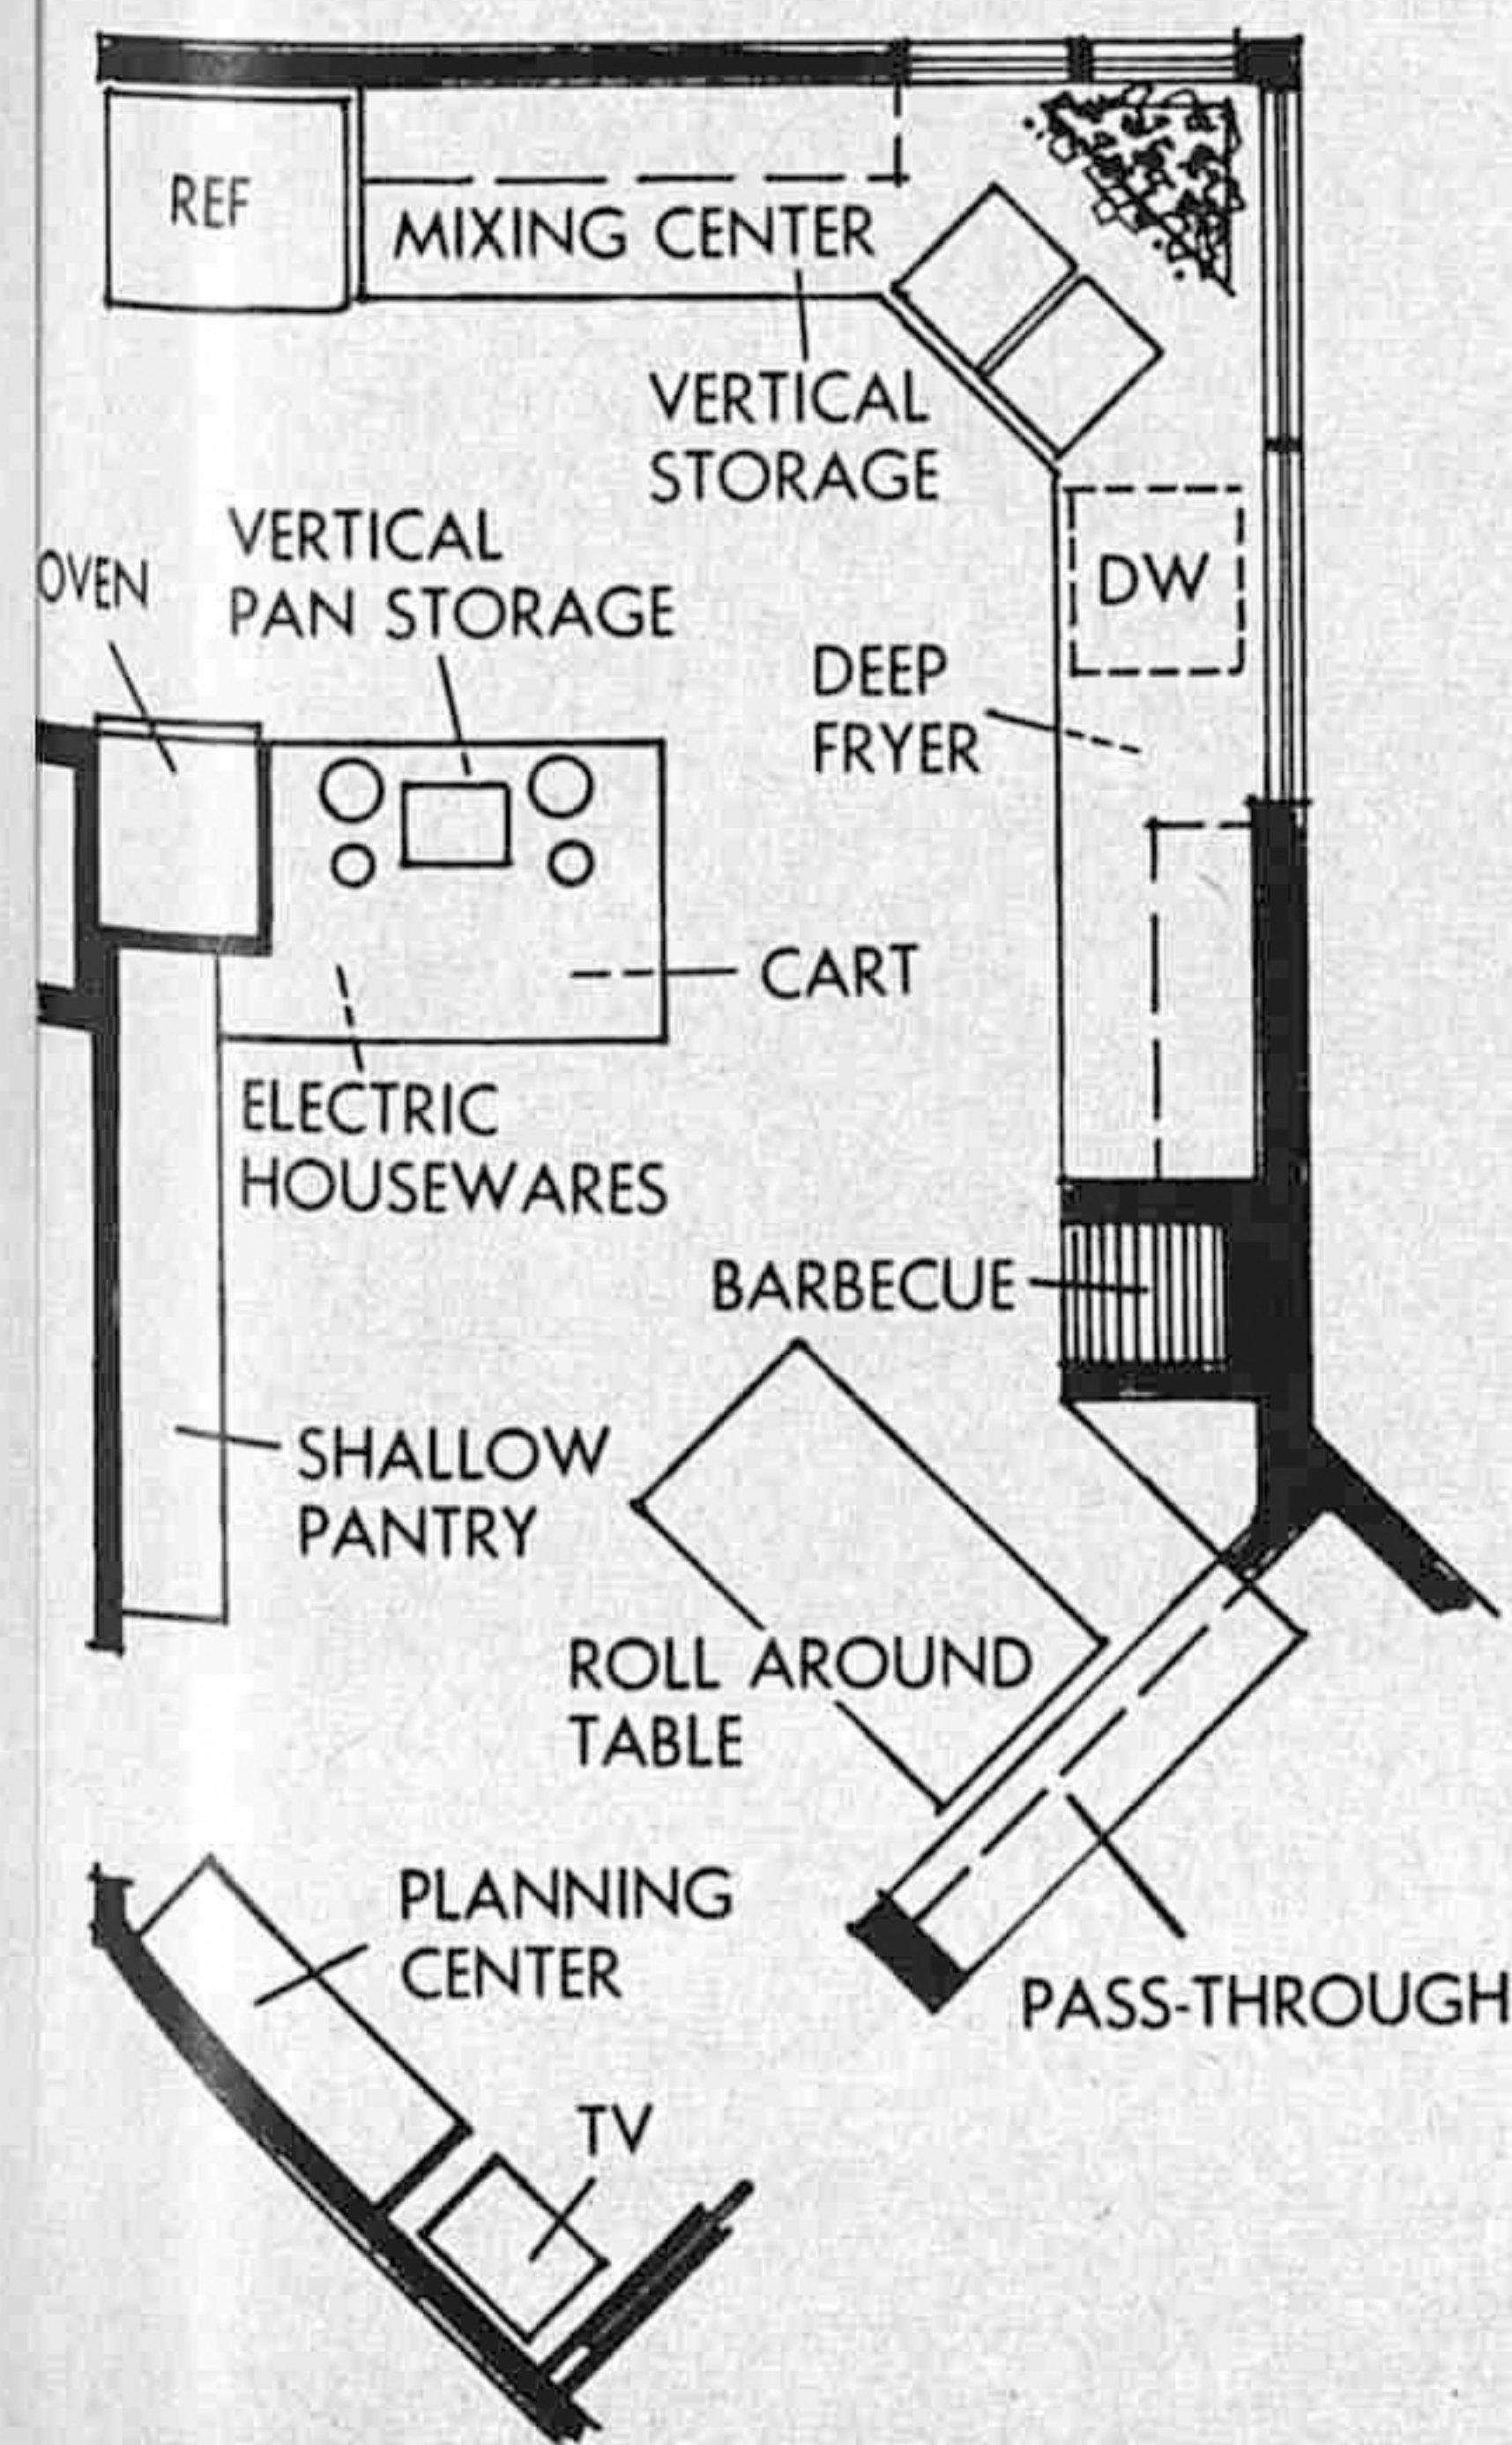 REF
MIXING CENTER
VERTICAL
STORAGE
OVEN
VERTICAL
PAN STORAGE
DW
DEEP
FRYER
CART
ELECTRIC
HOUSEWARES
BARBECUE
SHALLOW
PANTRY
ROLL AROUND
TABLE
PLANNING
CENTER
PASS-THROUGH
TV